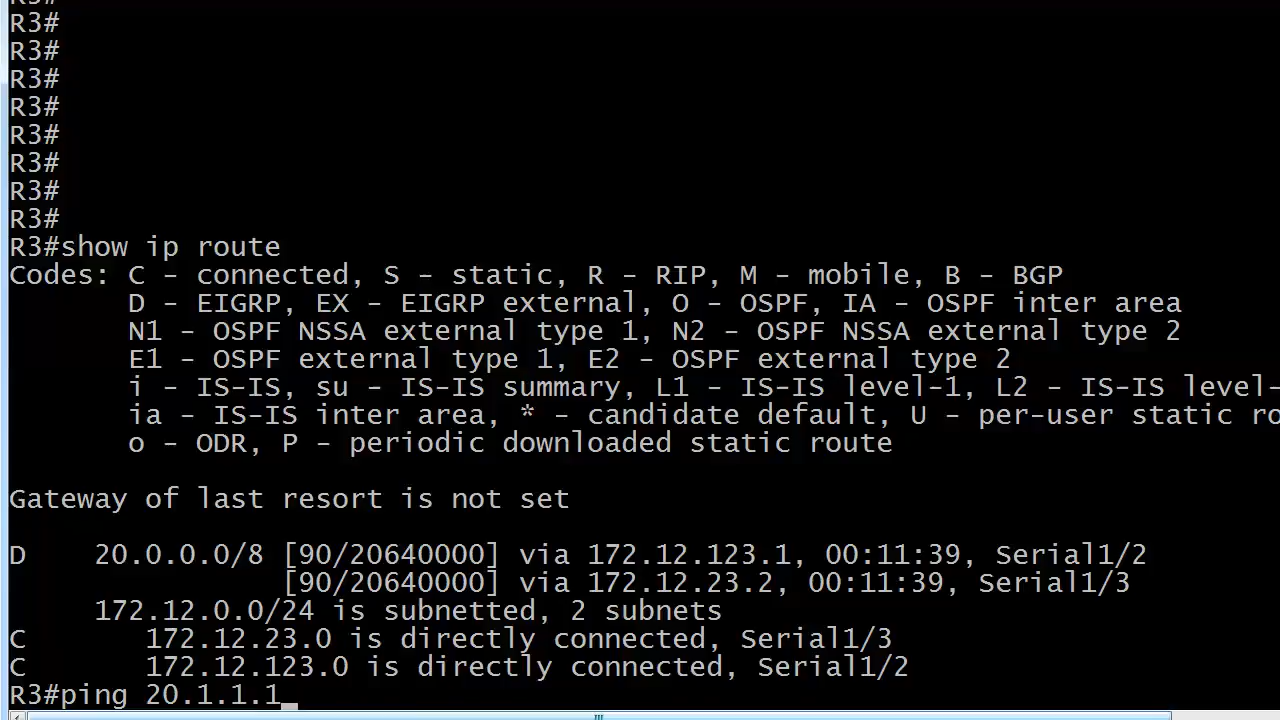 R3#
R3#
R3#
R3#
R3#
R3#
R3#
R3#
R3#
R3#show ip route
Codes: C - connected, S - static, R - RIP, M - mobile, B - BGP
D - EIGRP, EX - EIGRP external, O - OSPF, IA - OSPF inter area
N1 - OSPF NSSA external type 1, N2 - OSPF NSSA external type 2
E1 - OSPF external type 1, E2 - OSPF external type 2
i - IS-IS, su - IS-IS summary, L1 - IS-IS level-1, L2 - IS-IS level-
ia - IS-IS inter area, * - candidate default, U - per-user static ro
o - ODR, P - periodic downloaded static route
Gateway of last resort is not set
D 20.0.0.0/8 [90/20640000] via 172.12.123.1, 00:11:39, Serial1/2
[90/20640000] via 172.12.23.2, 00:11:39, Serial1/3
172.12.0.0/24 is subnetted, 2 subnets
C 172.12.23.0 is directly connected, Serial1/3
C 172.12.123.0 is directly connected, Serial1/2
R3#ping 20.1.1.1